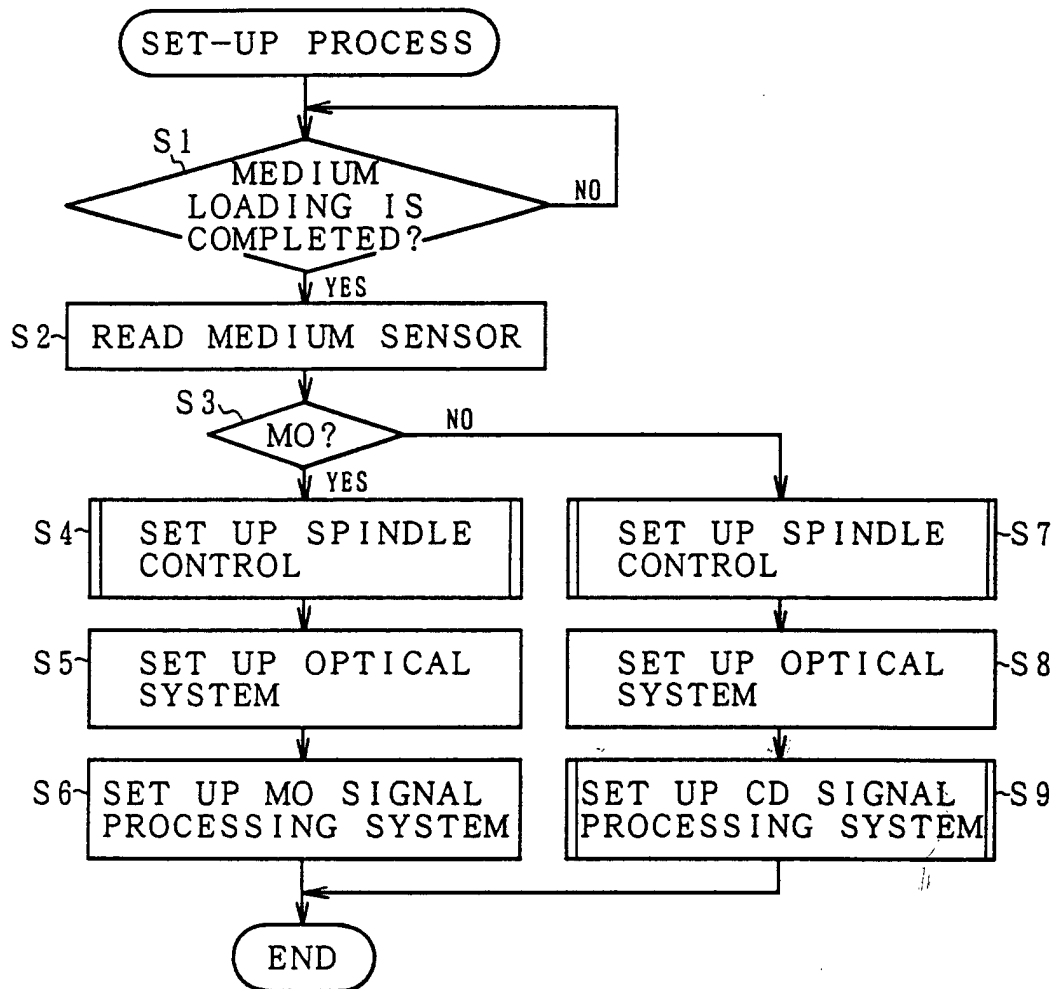 SET-UP PROCESS
S1
MEDIUM
LOADING IS
COMPLETED?
NO
YES
S2
READ MEDIUM SENSOR
S3
MO?
NO
YES
S4
SET UP SPINDLE
CONTROL
SET UP SPINDLE
CONTROL
S7
S5
SET UP OPTICAL
SYSTEM
SET UP OPTICAL
SYSTEM
S8
S6
SET UP MO SIGNAL
PROCESSING SYSTEM
SET UP CD SIGNAL
PROCESSING SYSTEM
S9
END